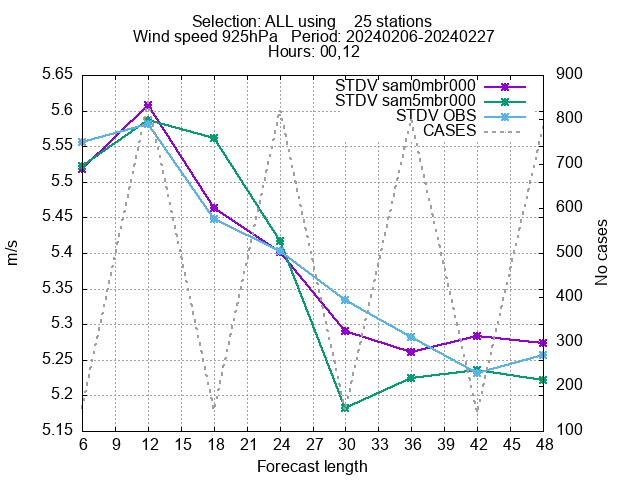 Selection: ALL using    25 stations
Wind speed 925hPa   Period: 20240206-20240227
Hours: 00,12
STDV sam0mbr000
STDV sam5mbr000
STDV OBS
CASES
5.65
5.6
5.55
5.5
5.45
5.4
5.35
5.3
5.25
5.2
5.15
m/s
900
800
700
600
500
400
300
200
100
No cases
6 9 12 15 18 21 24 27 30 33 36 39 42 45 48
Forecast length